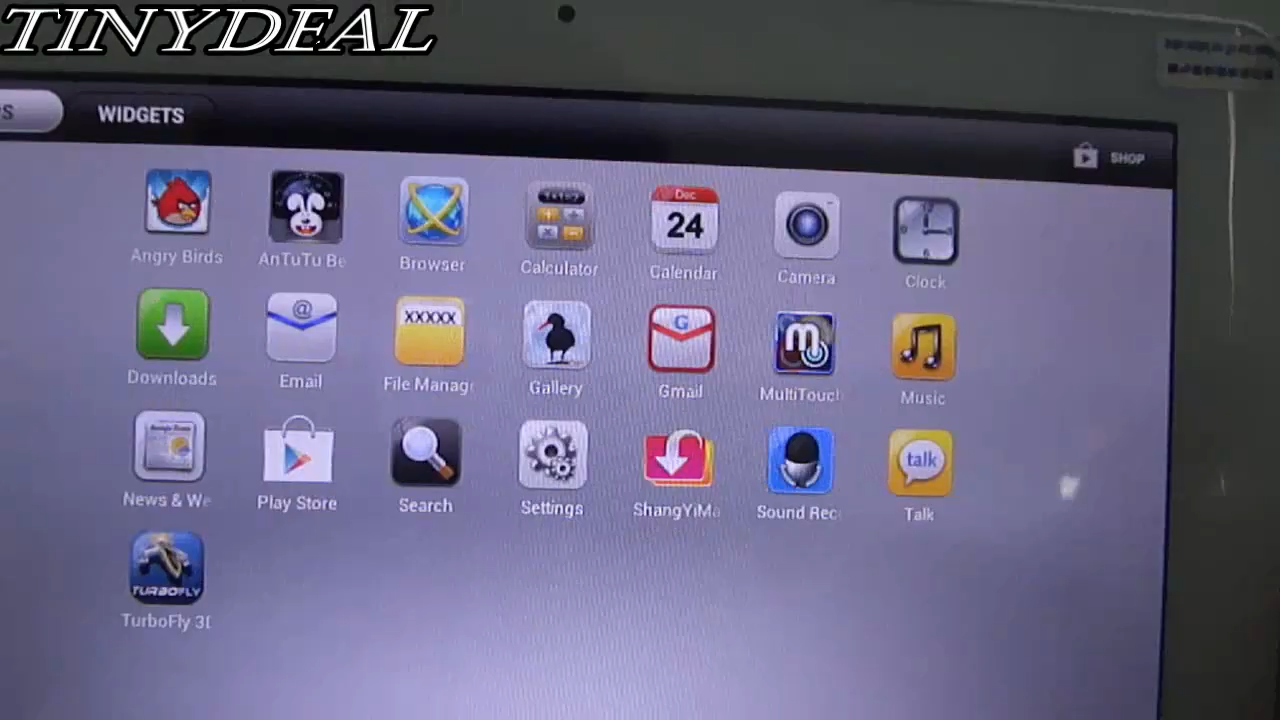 TINYDEAL
WIDGETS
SHOP
Angry Birds
AnTuTu Be
Browser
Calculator
Dec
24
Calendar
Camera
Clock
Downloads
@
Email
XXXXX
File Manag
Gallery
G
Gmail
m
MultiTouch
Music
News & We
Play Store
Search
Settings
ShangYiMa
Sound Rec
talk
Talk
TURBOFLY
TurboFly 3D